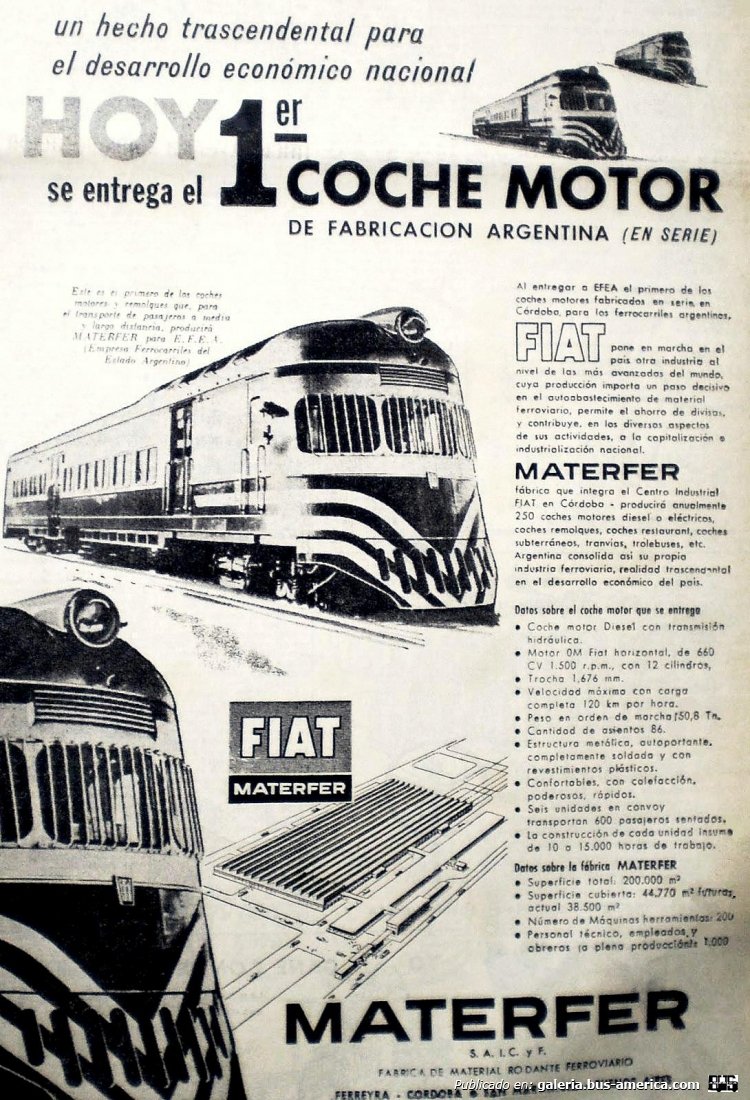 un hecho trascendental para
el desarrollo económico nacional
HOY
se entrega el 1er COCHE MOTOR
DE FABRICACION ARGENTINA (EN SERIE)
Este es el primero de los coches
motores y remolques que, para
el transporte de pasajeros a media
y larga distancia, producirá
MATERFER para E.F.E.A.
(Empresa Ferrocarriles del
Estado Argentino)
Al entregar a EFEA el primero de los
coches motores fabricados en serie, en
Córdoba, para los ferrocarriles argentinos,
FIAT pone en marcha en el
país otra industria al
nivel de las más avanzadas del mundo,
cuya producción importa un paso decisivo
en el autoabastecimiento de material
ferroviario, permite el ahorro de divisas,
y contribuye, en los diversos aspectos
de sus actividades, a la capitalización e
industrialización nacional.
MATERFER
fábrica que integra el Centro Industrial
FIAT en Córdoba - producirá anualmente
250 coches motores diesel o eléctricos,
coches remolques, coches restaurant, coches
subterráneos, tranvías, trolebuses, etc.
Argentina consolida así su propia
industria ferroviaria, realidad trascendental
en el desarrollo económico del país.
Datos sobre el coche motor que se entrega
• Coche motor Diesel con transmisión
hidráulica.
• Motor OM Fiat horizontal, de 660
CV 1.500 r.p.m., con 12 cilindros,
• Trocha 1,676 mm.
• Velocidad máxima con carga
completa 120 km por hora.
• Peso en orden de marcha 50,8 Tn.
• Cantidad de asientos 86.
• Estructura metálica, autoportante,
completamente soldada y con
revestimientos plásticos.
• Confortables, con calefacción,
poderosos, rápidos.
• Seis unidades en convoy
transportan 600 pasajeros sentados.
• La construcción de cada unidad insume
de 10 a 15.000 horas de trabajo.
Datos sobre la fábrica MATERFER
• Superficie total: 200.000 m²
• Superficie cubierta: 44.770 m² futuras,
actual 38.500 m²
• Número de Máquinas herramientas: 200
• Personal técnico, empleados y
obreros (a plena producción): 1.000
FIAT
MATERFER
MATERFER
S. A. I. C. y F.
FABRICA DE MATERIAL RODANTE FERROVIARIO
FERREYRA - CORDOBA
Publicado en: galeria.bus-america.com